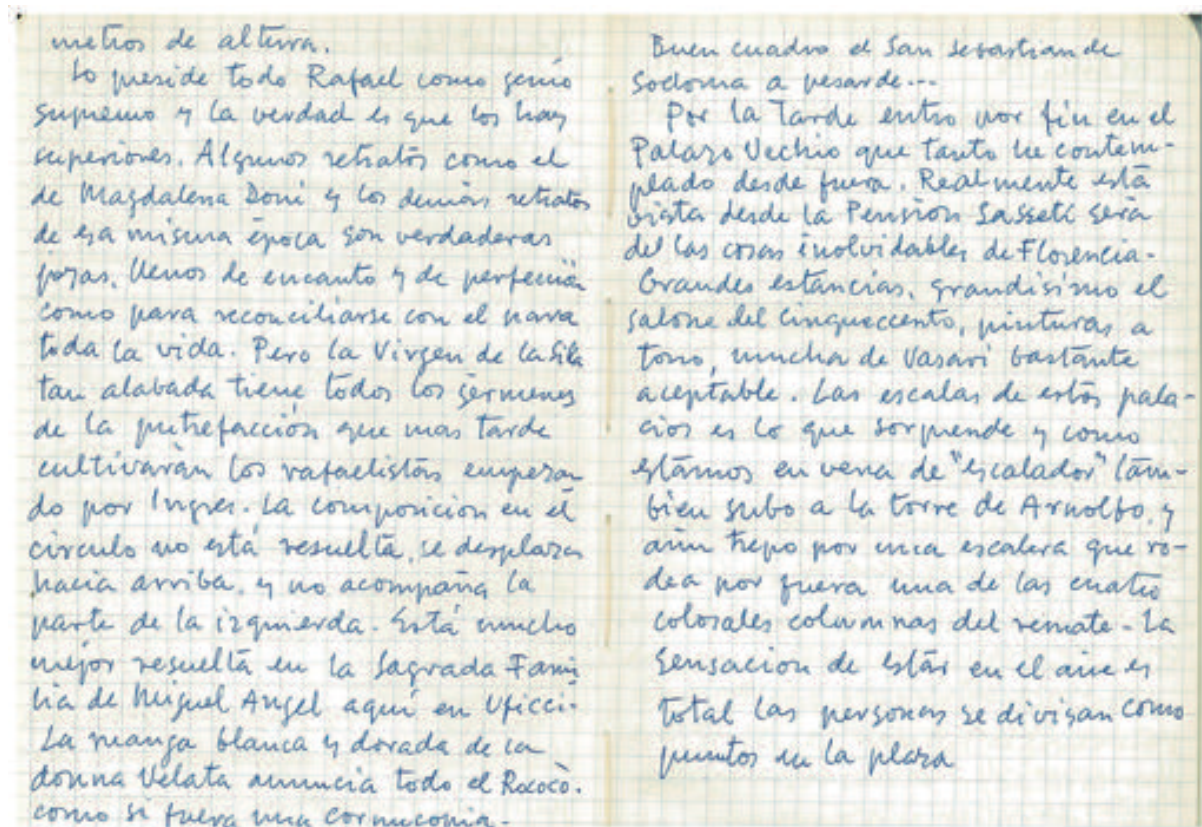 metros de altura.
Lo preside todo Rafael como genio
supremo y la verdad es que los hay
superiores. Algunos retratos como el
de Magdalena Doni y los demás retratos
de esa misma época son verdaderas
joyas, llenos de encanto y de perfección
como para reconciliarse con el para
toda la vida. Pero la Virgen de la Silla
tan alabada tiene todos los gérmenes
de la putrefacción que mas tarde
cultivarán los rafaelistas empezan
do por Ingres. La composición en el
circulo no está resuelta, se desplaza
hacia arriba, y no acompaña la
parte de la izquierda. Está mucho
mejor resuelta en la Sagrada Fami
lia de Miguel Angel aquí en Uficci.
La manga blanca y dorada de la
donna Velata anuncia todo el Rococò.
como si fuera una cornucopia.
Buen cuadro el San Sebastian de
Sodoma a pesar de...
Por la Tarde entro por fin en el
Palazo Vechio que tanto he contem-
plado desde fuera. Realmente esta
vista desde la Pension Sasseti será
de las cosas inolvidables de Florencia.
Grandes estancias, grandisimo el
salone del Cinqueccento, pinturas a
tono, mucha de Vasari bastante
aceptable. Las escalas de estos pala-
cios es lo que sorprende y como
estamos en vena de "escalador" tam-
bien subo a la torre de Arnolfo, y
aún trepo por una escalera que ro-
dea por fuera una de las cuatro
colosales columnas del remate. La
Sensacion de estar en el aire es
total las personas se divisan como
puntos en la plaza